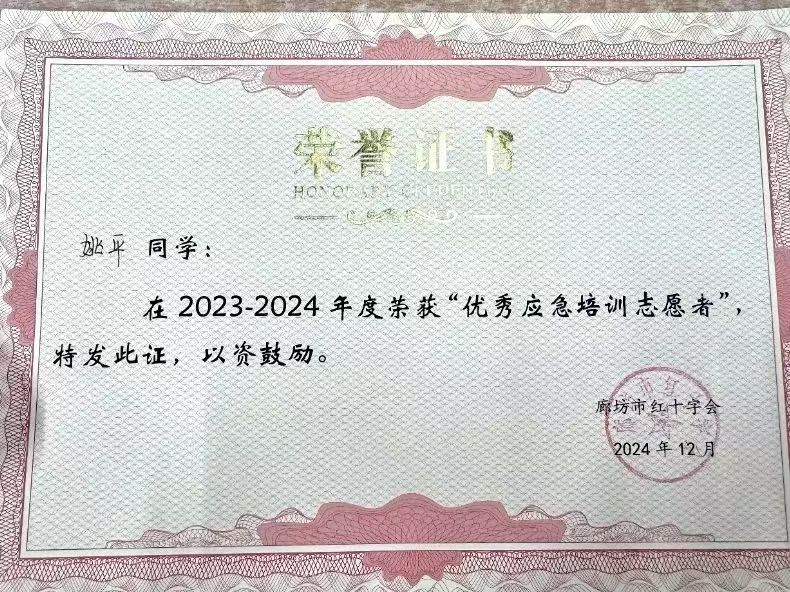 荣誉证书
HONORARY CREDENTIAL
姚平 同学：
在 2023-2024 年度荣获“优秀应急培训志愿者”，
特发此证，以资鼓励。
廊坊市红十字会
2024 年 12 月